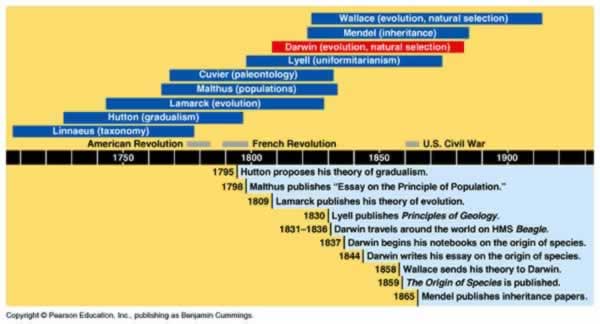 Wallace (evolution, natural selection)
Mendel (inheritance)
Darwin (evolution, natural selection)
Lyell (uniformitarianism)
Cuvier (paleontology)
Malthus (populations)
Lamarck (evolution)
Hutton (gradualism)
Linnaeus (taxonomy)
American Revolution French Revolution U.S. Civil War
1750 1800 1850 1900
1795 Hutton proposes his theory of gradualism.
1798 Malthus publishes “Essay on the Principle of Population.”
1809 Lamarck publishes his theory of evolution.
1830 Lyell publishes Principles of Geology.
1831–1836 Darwin travels around the world on HMS Beagle.
1837 Darwin begins his notebooks on the origin of species.
1844 Darwin writes his essay on the origin of species.
1858 Wallace sends his theory to Darwin.
1859 The Origin of Species is published.
1865 Mendel publishes inheritance papers.
Copyright © Pearson Education, Inc., publishing as Benjamin Cummings.